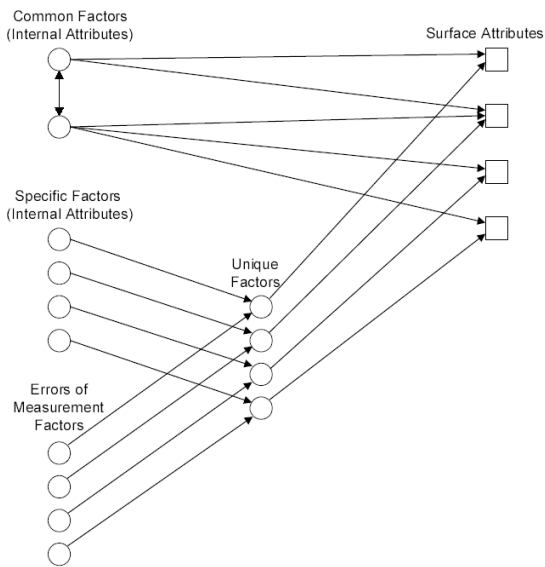 Common Factors
(Internal Attributes)
Surface Attributes
Specific Factors
(Internal Attributes)
Unique
Factors
Errors of
Measurement
Factors